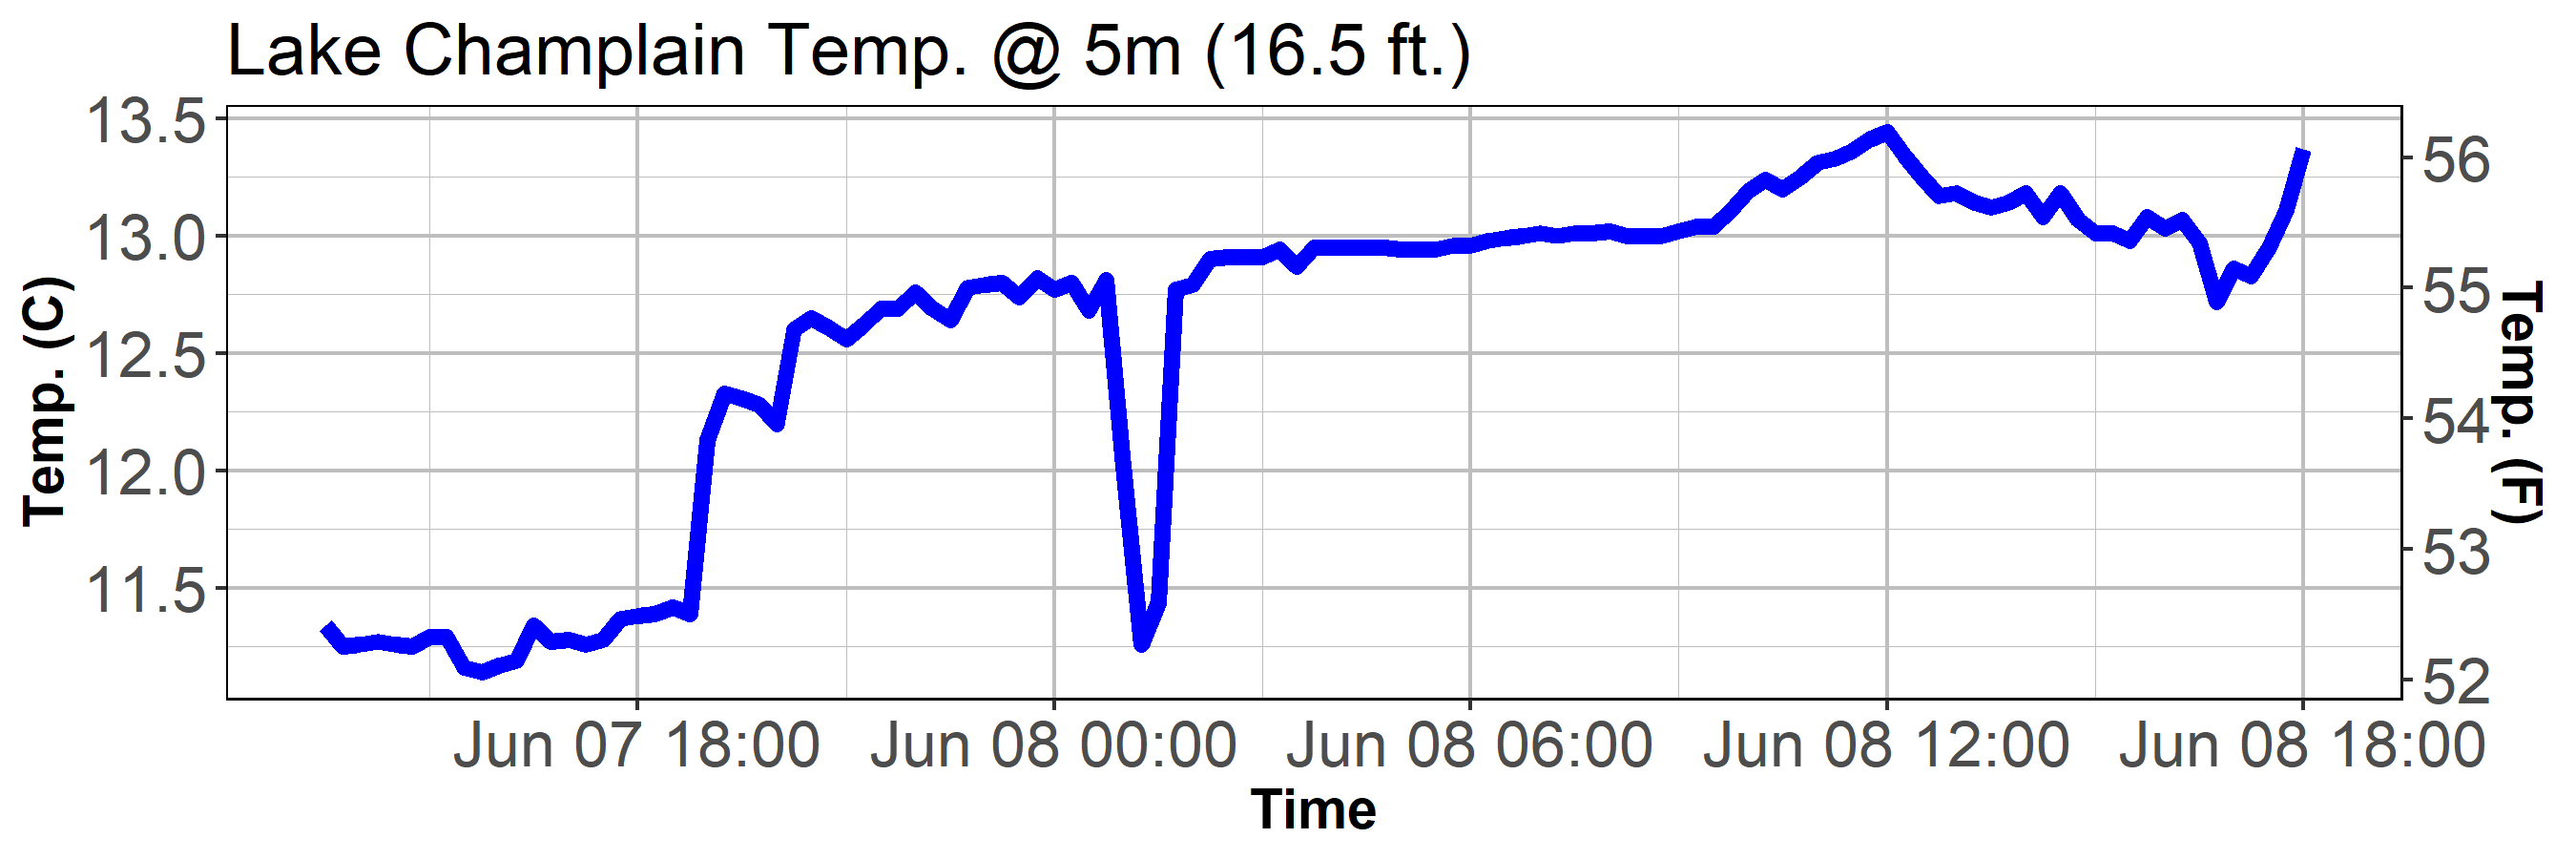 Lake Champlain Temp. @ 5m (16.5 ft.)
Temp. (C)
13.5
13.0
12.5
12.0
11.5
56
55
54
53
52
Temp. (F)
Jun 07 18:00 Jun 08 00:00 Jun 08 06:00 Jun 08 12:00 Jun 08 18:00
Time